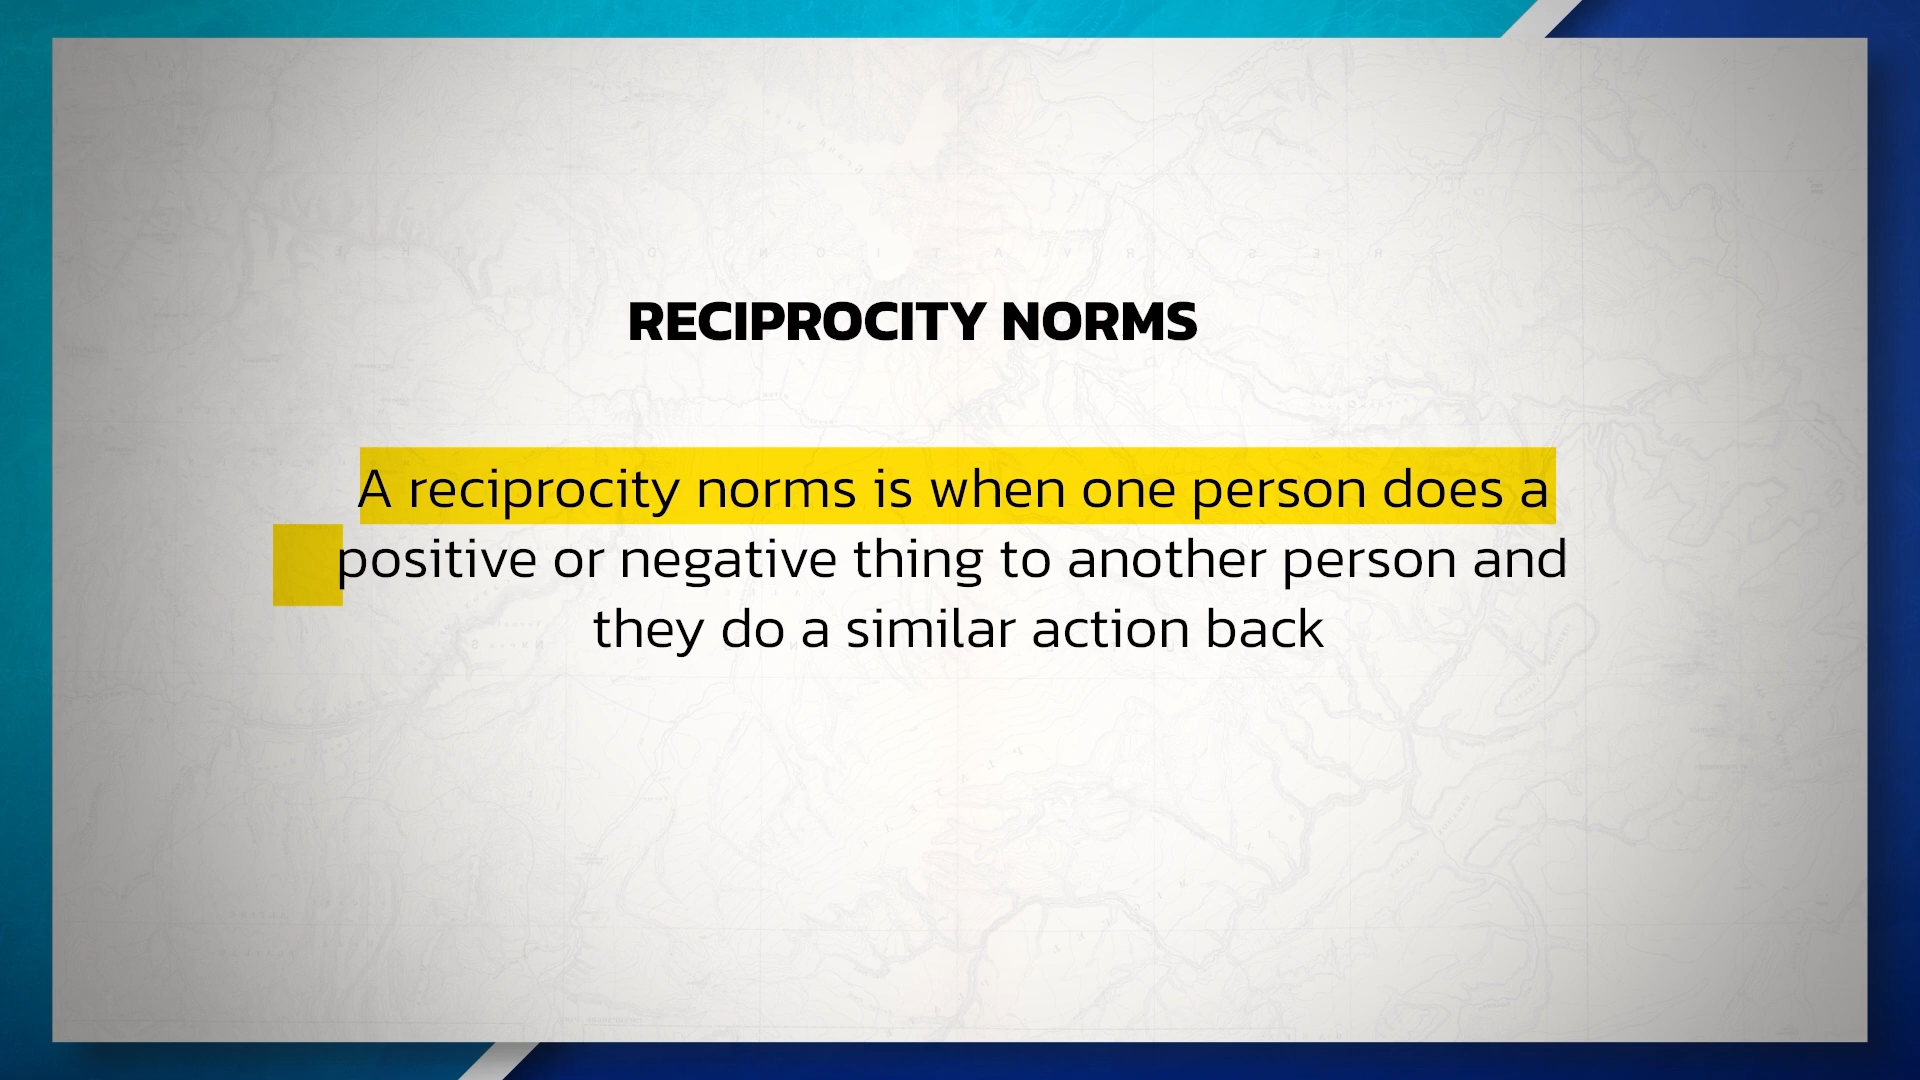 RECIPROCITY NORMS
A reciprocity norms is when one person does a
positive or negative thing to another person and
they do a similar action back